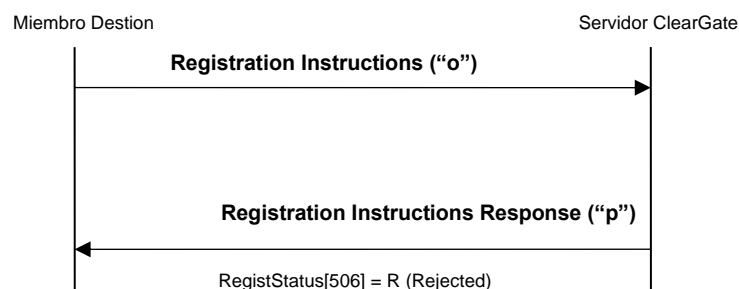 Miembro Destion
Servidor ClearGate
Registration Instructions (“o”)
Registration Instructions Response (“p”)
RegistStatus[506] = R (Rejected)